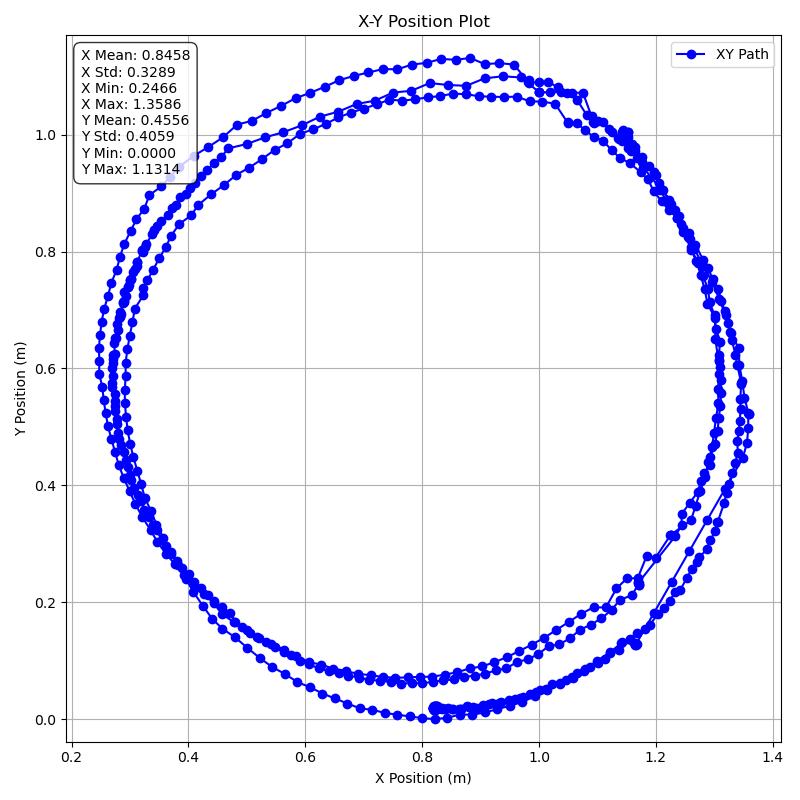 X-Y Position Plot
X Mean: 0.8458
X Std: 0.3289
X Min: 0.2466
X Max: 1.3586
Y Mean: 0.4556
Y Std: 0.4059
Y Min: 0.0000
Y Max: 1.1314
XY Path
Y Position (m)
1.0
0.8
0.6
0.4
0.2
0.0
0.2 0.4 0.6 0.8 1.0 1.2 1.4
X Position (m)